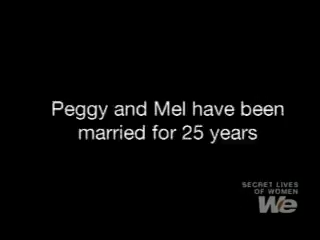 Peggy and Mel have been
married for 25 years
SECRET LIVES
OF WOMEN
We